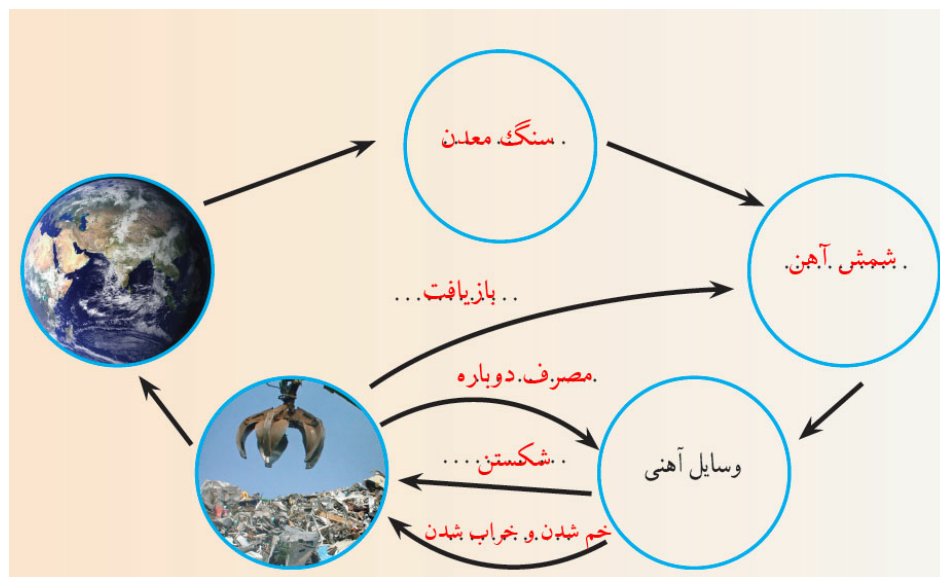 سنگ معدن
شمش آهن
بازیافت
مصرف دوباره
شکستن
وسایل آهنی
خم شدن و خراب شدن